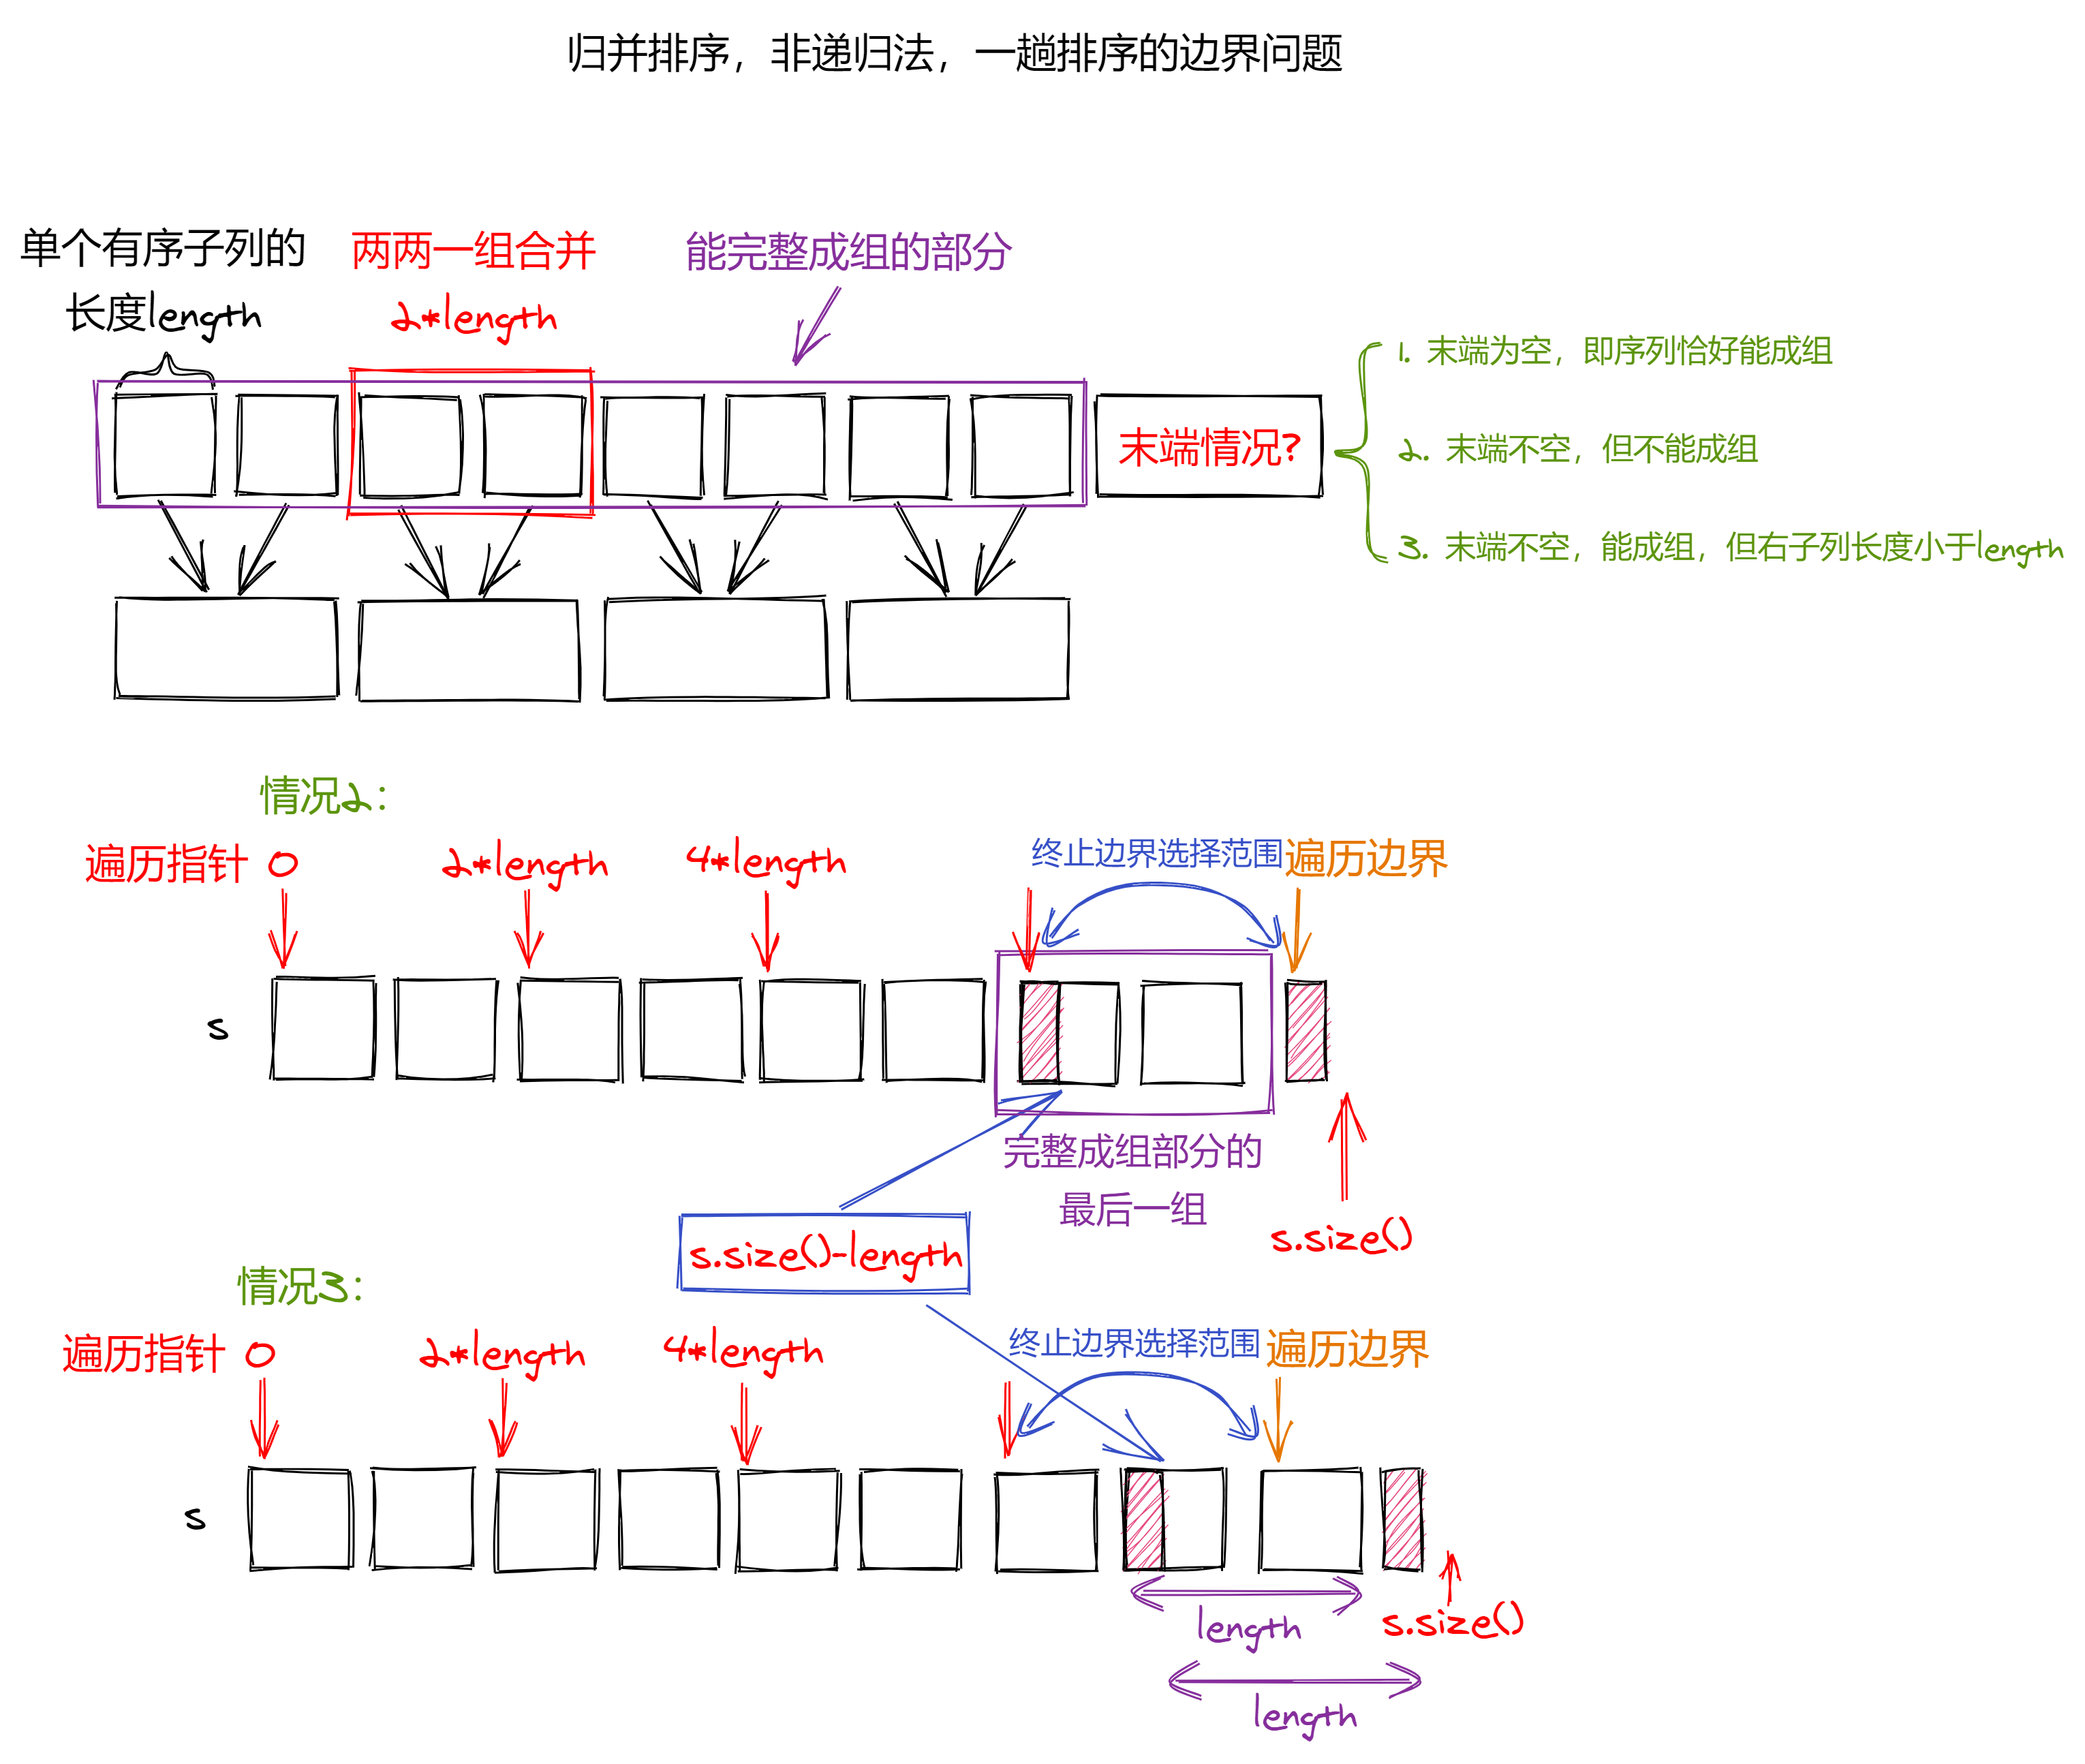 归并排序，非递归法，一趟排序的边界问题
单个有序子列的
长度length
两两一组合并
2*length
能完整成组的部分
末端情况?
1. 末端为空，即序列恰好能成组
2. 末端不空，但不能成组
3. 末端不空，能成组，但右子列长度小于length
情况2:
遍历指针 0
2*length
4*length
终止边界选择范围
遍历边界
s
完整成组部分的
最后一组
s.size()
s.size()-length
情况3:
遍历指针 0
2*length
4*length
终止边界选择范围
遍历边界
s
length
s.size()
length